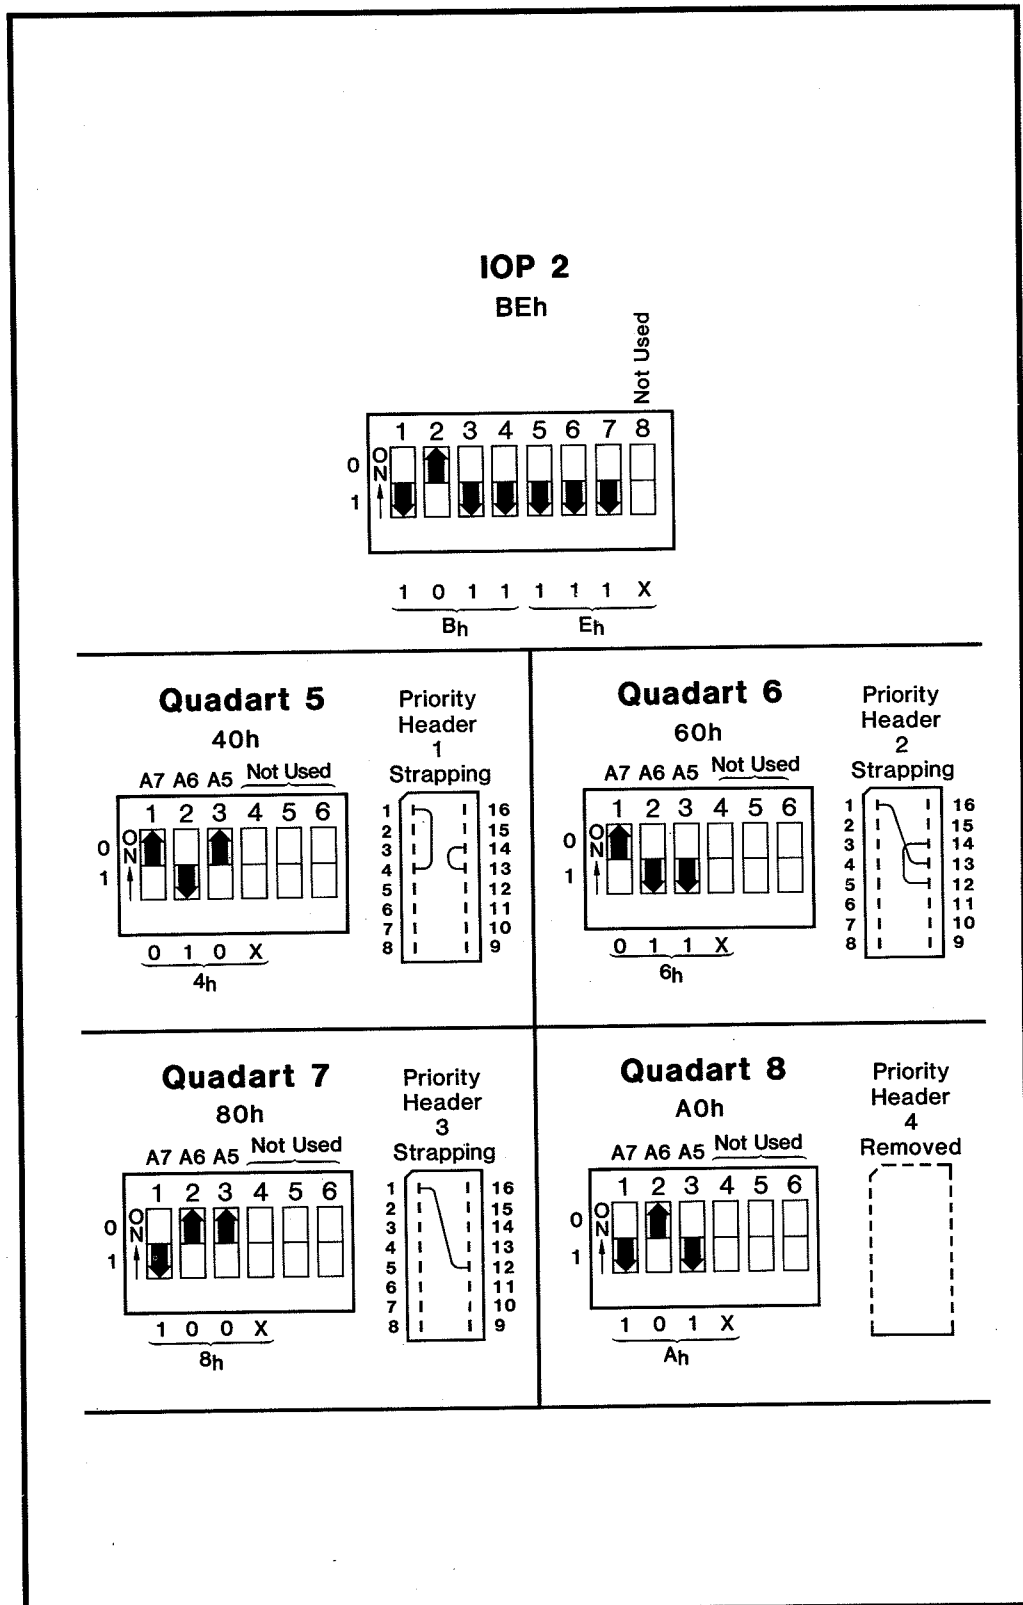 IOP 2
BEh
Not Used
1 2 3 4 5 6 7 8
0 ON
1
1 0 1 1 1 1 1 X
Bh Eh
Quadart 5
40h
A7 A6 A5 Not Used
1 2 3 4 5 6
0 ON
1
0 1 0 X
4h
Priority
Header
1
Strapping
1 16
2 15
3 14
4 13
5 12
6 11
7 10
8 9
Quadart 6
60h
A7 A6 A5 Not Used
1 2 3 4 5 6
0 ON
1
0 1 1 X
6h
Priority
Header
2
Strapping
1 16
2 15
3 14
4 13
5 12
6 11
7 10
8 9
Quadart 7
80h
A7 A6 A5 Not Used
1 2 3 4 5 6
0 ON
1
1 0 0 X
8h
Priority
Header
3
Strapping
1 16
2 15
3 14
4 13
5 12
6 11
7 10
8 9
Quadart 8
A0h
A7 A6 A5 Not Used
1 2 3 4 5 6
0 ON
1
1 0 1 X
Ah
Priority
Header
4
Removed